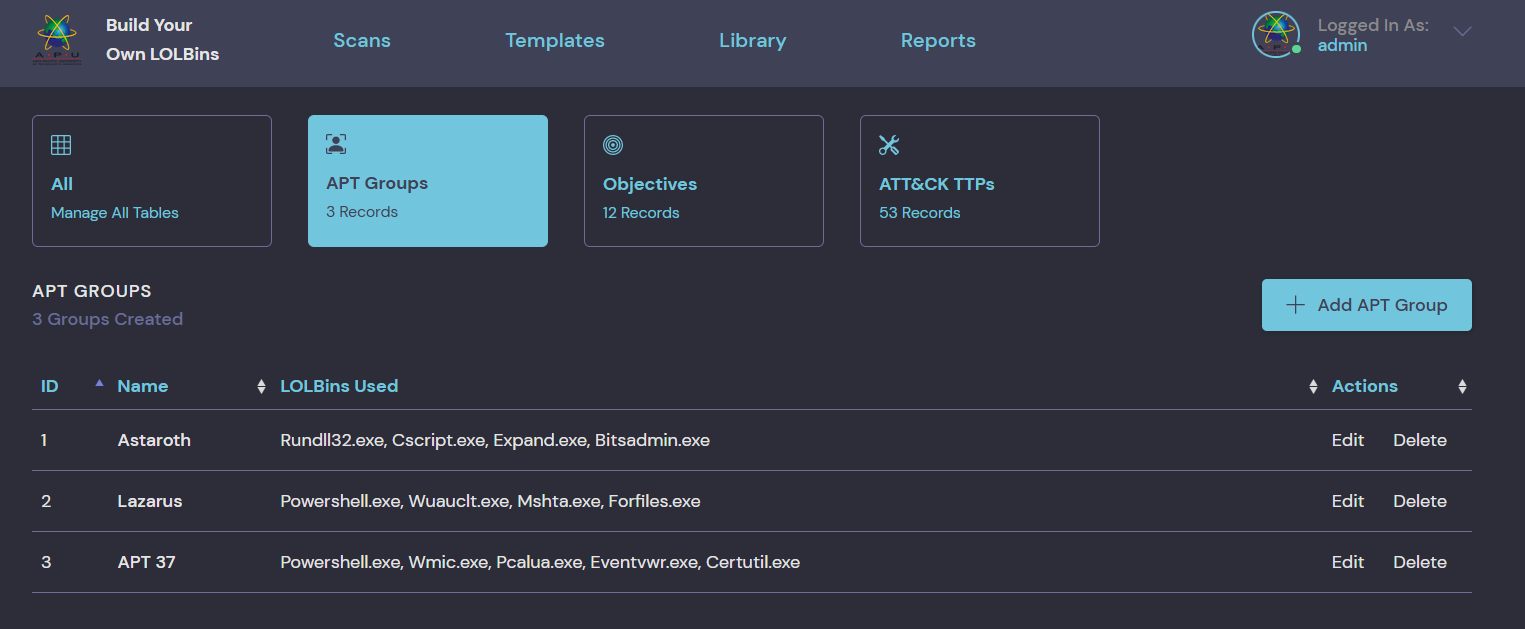 Build Your
Own LOLBins
A P U
Scans
Templates
Library
Reports
Logged In As:
admin
All
Manage All Tables
APT Groups
3 Records
Objectives
12 Records
ATT&CK TTPs
53 Records
APT GROUPS
3 Groups Created
Add APT Group
ID Name LOLBins Used Actions
1 Astaroth Rundll32.exe, Cscript.exe, Expand.exe, Bitsadmin.exe Edit Delete
2 Lazarus Powershell.exe, Wuauclt.exe, Mshta.exe, Forfiles.exe Edit Delete
3 APT 37 Powershell.exe, Wmic.exe, Pcalua.exe, Eventvwr.exe, Certutil.exe Edit Delete